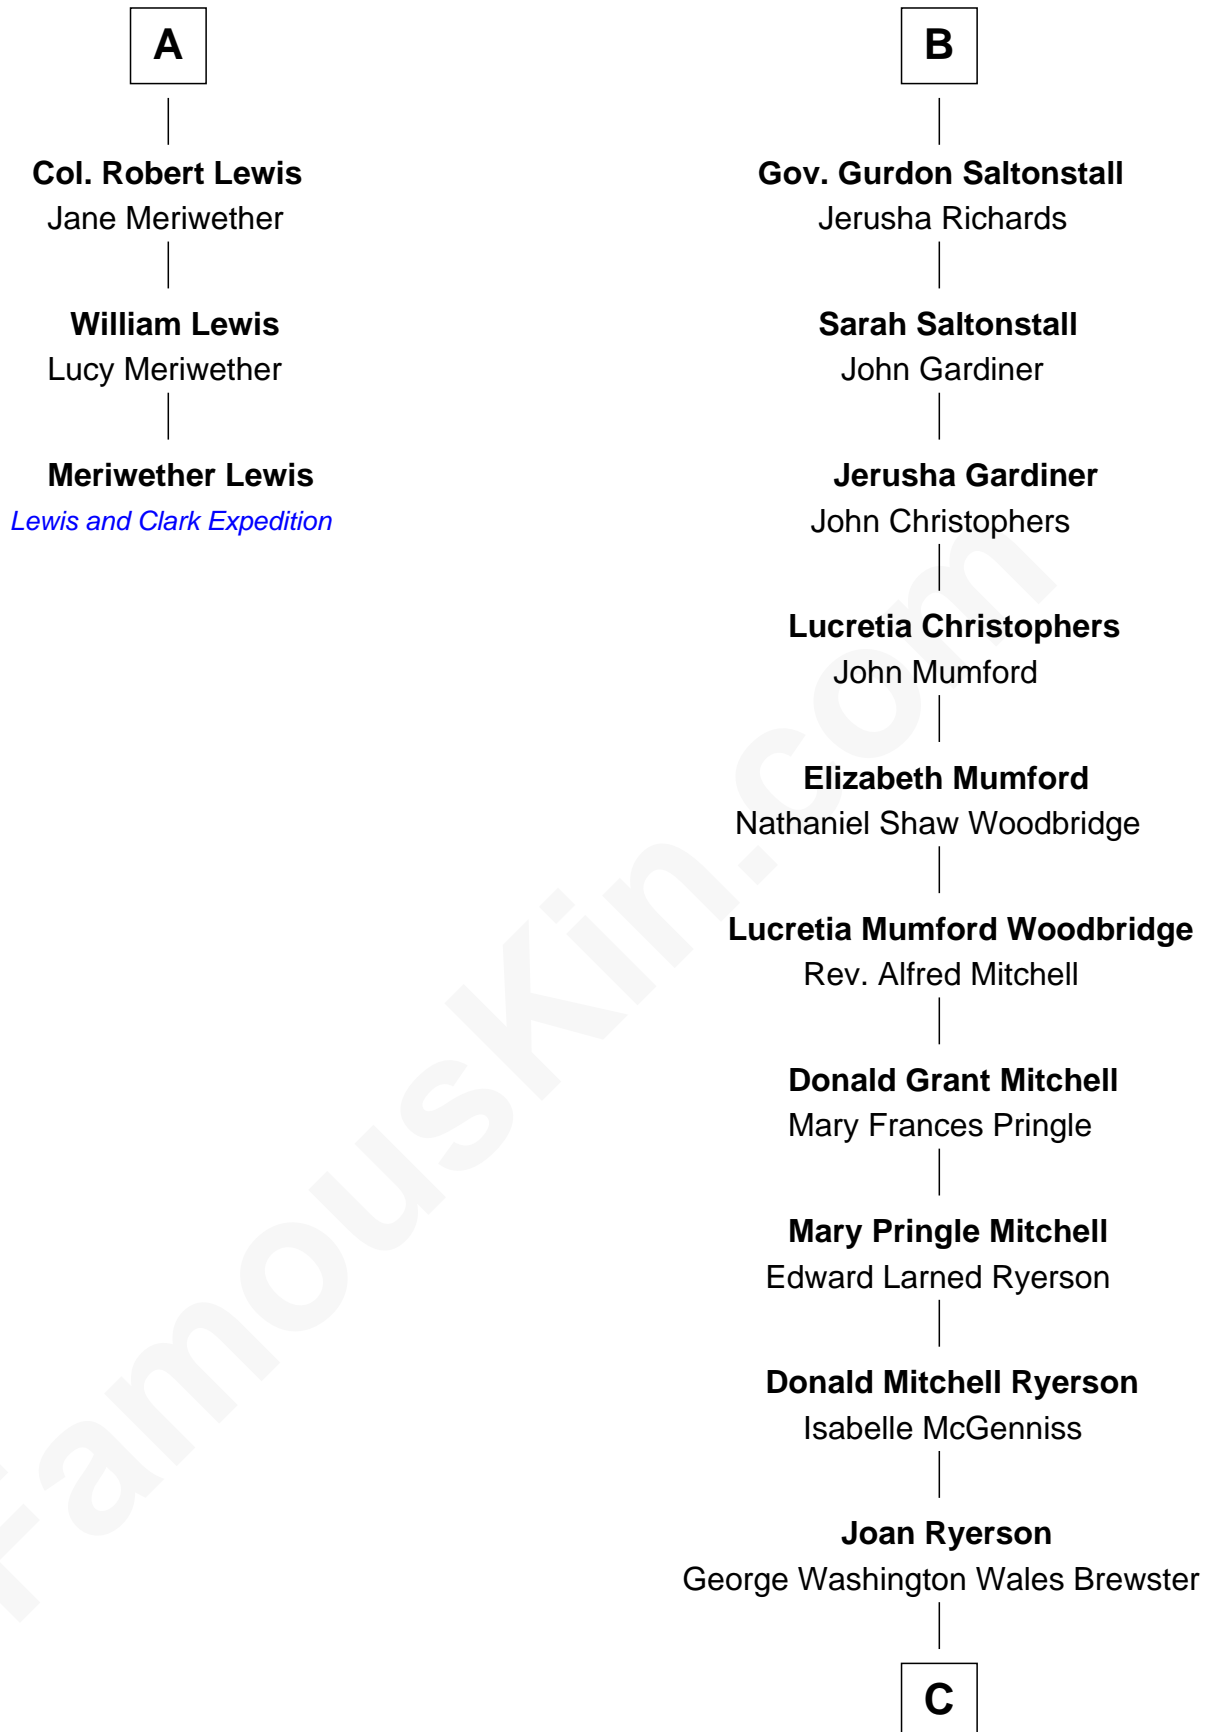 A
Col. Robert Lewis
Jane Meriwether
William Lewis
Lucy Meriwether
Meriwether Lewis
Lewis and Clark Expedition
B
Gov. Gurdon Saltonstall
Jerusha Richards
Sarah Saltonstall
John Gardiner
Jerusha Gardiner
John Christophers
Lucretia Christophers
John Mumford
Elizabeth Mumford
Nathaniel Shaw Woodbridge
Lucretia Mumford Woodbridge
Rev. Alfred Mitchell
Donald Grant Mitchell
Mary Frances Pringle
Mary Pringle Mitchell
Edward Larned Ryerson
Donald Mitchell Ryerson
Isabelle McGenniss
Joan Ryerson
George Washington Wales Brewster
C
FamousKin.com